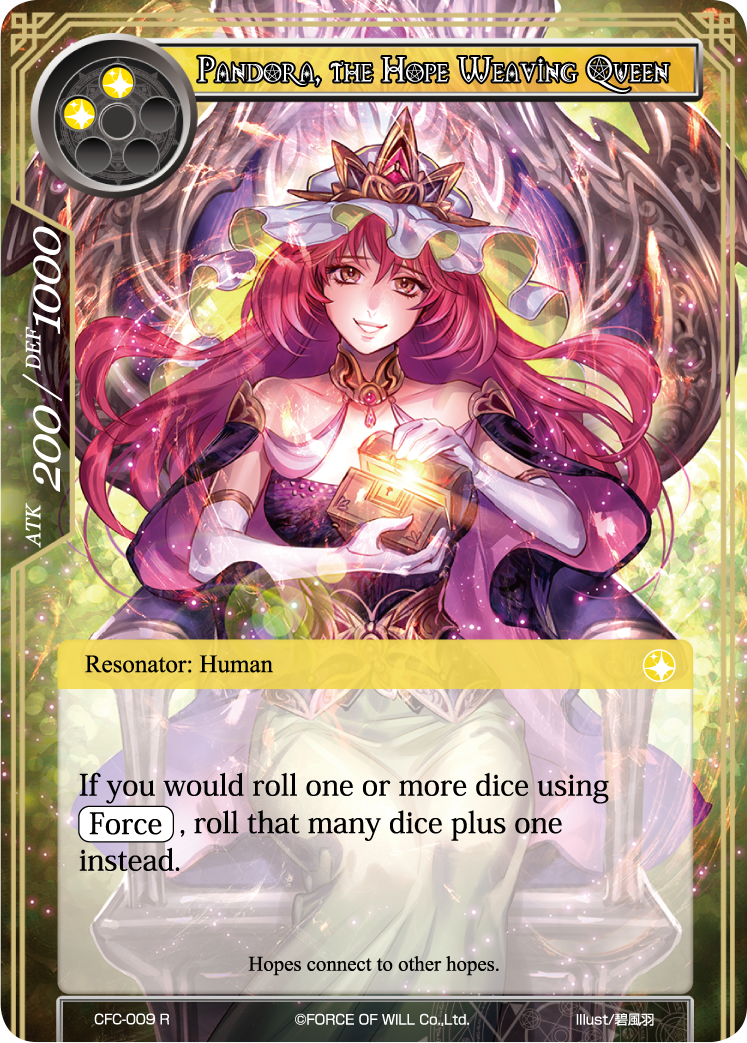 Pandora, the Hope Weaving Queen
ATK 200 / DEF 1000
Resonator: Human
If you would roll one or more dice using
Force , roll that many dice plus one
instead.
Hopes connect to other hopes.
CFC-009 R
©FORCE OF WILL Co.,Ltd.
Illust/碧風羽